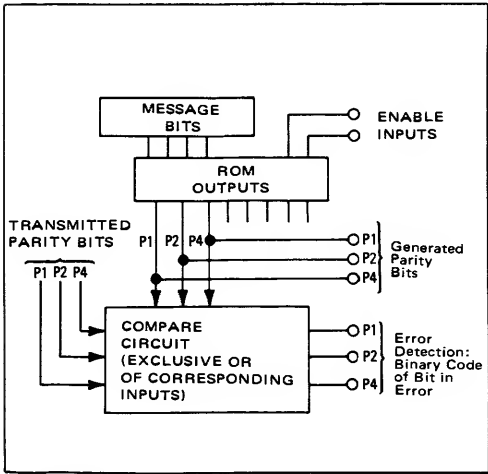 MESSAGE
BITS
ENABLE
INPUTS
ROM
OUTPUTS
TRANSMITTED
PARITY BITS
P1 P2 P4
P1 P2 P4
P1
P2
P4
Generated
Parity
Bits
COMPARE
CIRCUIT
(EXCLUSIVE OR
OF CORRESPONDING
INPUTS)
P1
P2
P4
Error
Detection:
Binary Code
of Bit in
Error